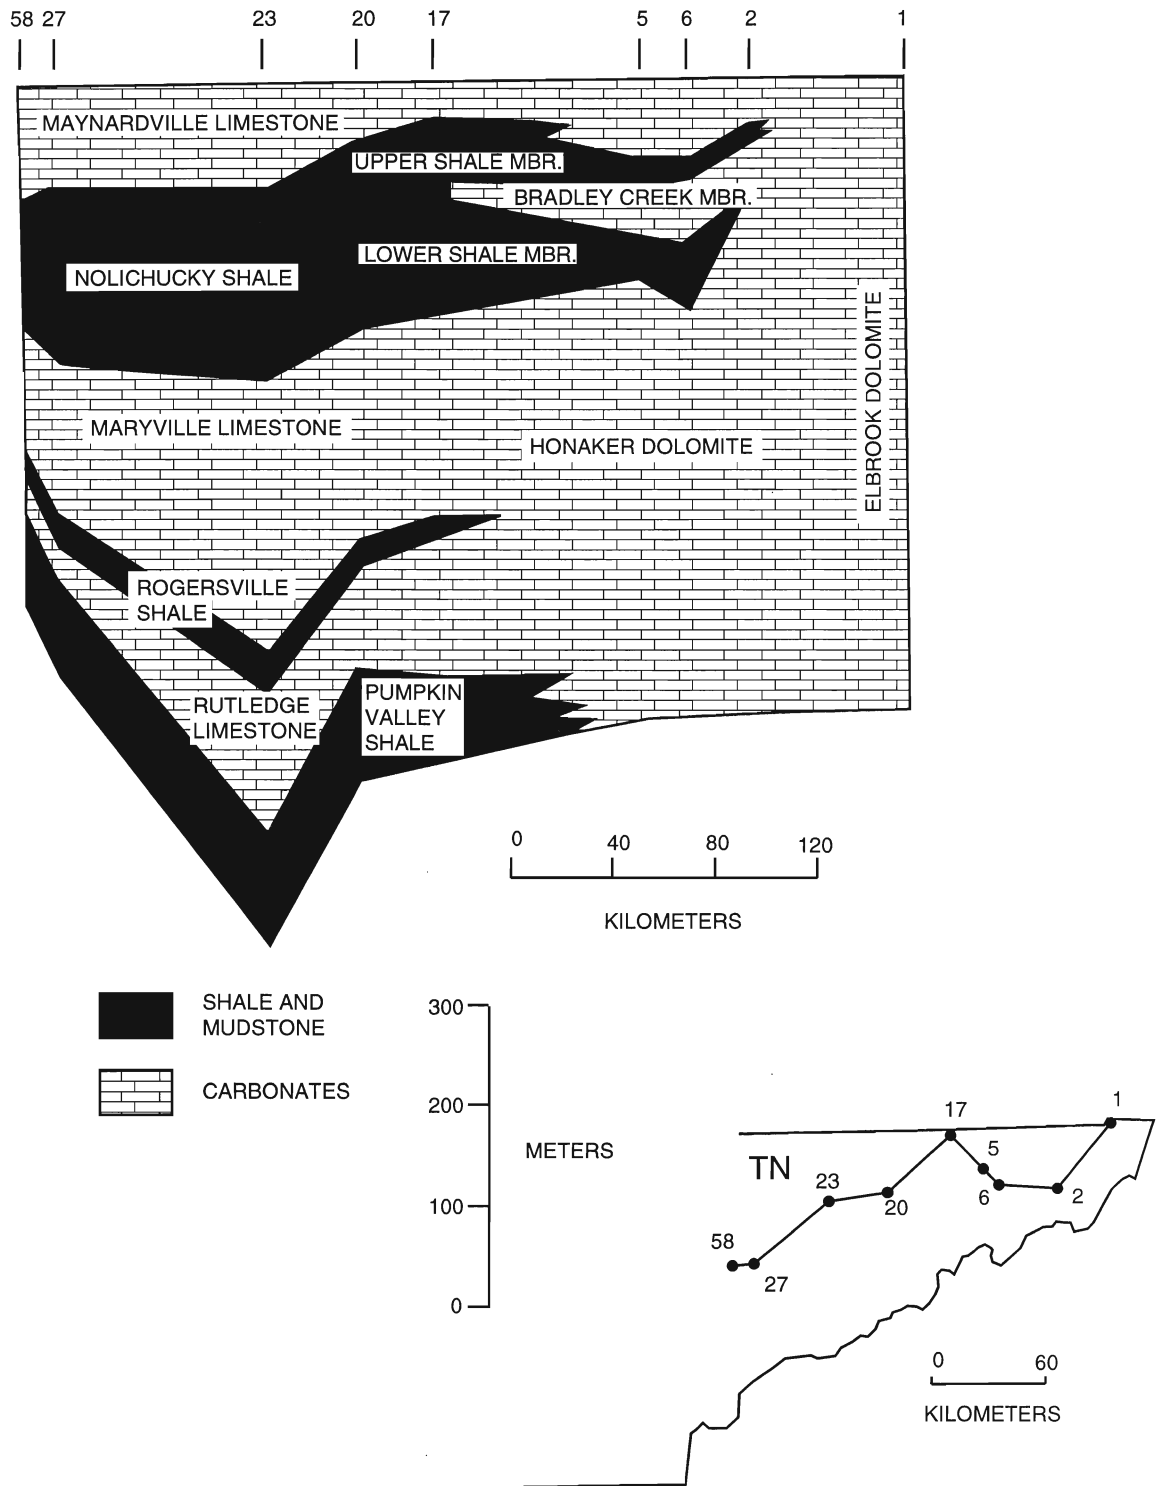 58 27 23 20 17 5 6 2 1
MAYNARDVILLE LIMESTONE
UPPER SHALE MBR.
BRADLEY CREEK MBR.
LOWER SHALE MBR.
NOLICHUCKY SHALE
ELBROOK DOLOMITE
MARYVILLE LIMESTONE
HONAKER DOLOMITE
ROGERSVILLE
SHALE
RUTLEDGE
LIMESTONE
PUMPKIN
VALLEY
SHALE
0 40 80 120
KILOMETERS
SHALE AND
MUDSTONE
CARBONATES
300
200
100
0
METERS
TN
1
17
5
23
6
2
20
58
27
0 60
KILOMETERS